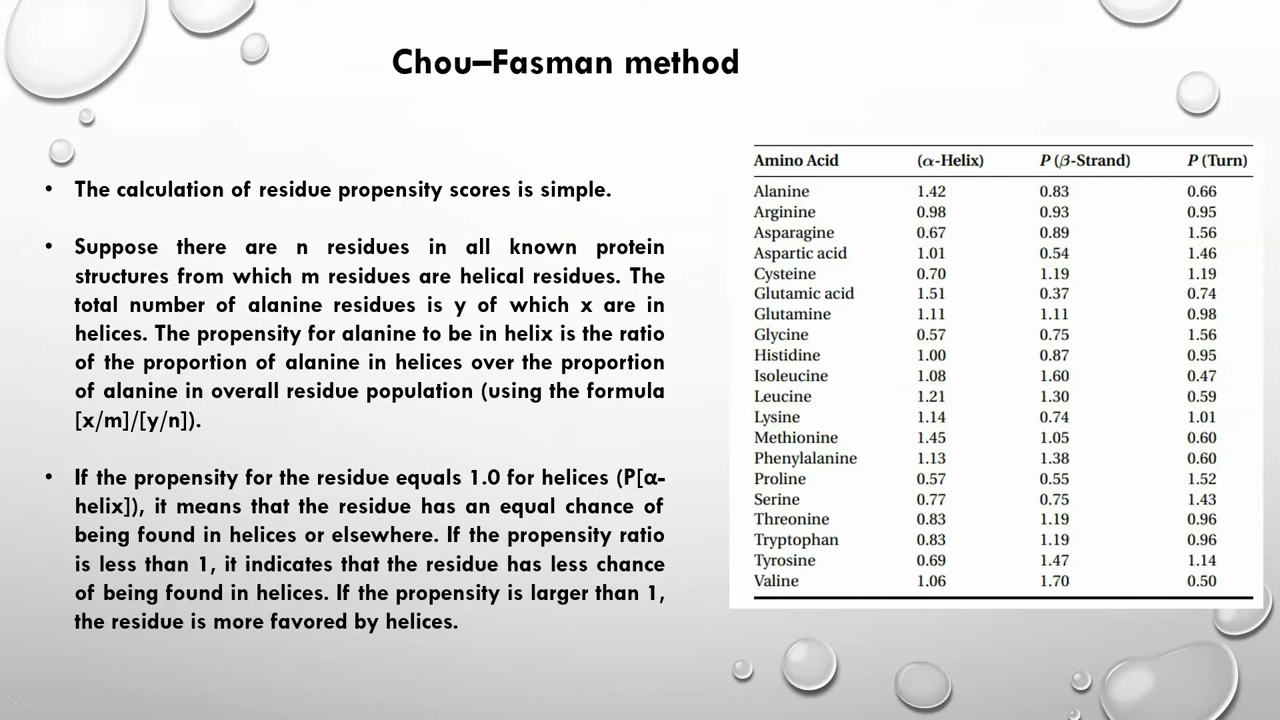 Chou–Fasman method
• The calculation of residue propensity scores is simple.
• Suppose there are n residues in all known protein
structures from which m residues are helical residues. The
total number of alanine residues is y of which x are in
helices. The propensity for alanine to be in helix is the ratio
of the proportion of alanine in helices over the proportion
of alanine in overall residue population (using the formula
[x/m]/[y/n]).
• If the propensity for the residue equals 1.0 for helices (P[α-
helix]), it means that the residue has an equal chance of
being found in helices or elsewhere. If the propensity ratio
is less than 1, it indicates that the residue has less chance
of being found in helices. If the propensity is larger than 1,
the residue is more favored by helices.
Amino Acid (α-Helix) P (β-Strand) P (Turn)
Alanine 1.42 0.83 0.66
Arginine 0.98 0.93 0.95
Asparagine 0.67 0.89 1.56
Aspartic acid 1.01 0.54 1.46
Cysteine 0.70 1.19 1.19
Glutamic acid 1.51 0.37 0.74
Glutamine 1.11 1.11 0.98
Glycine 0.57 0.75 1.56
Histidine 1.00 0.87 0.95
Isoleucine 1.08 1.60 0.47
Leucine 1.21 1.30 0.59
Lysine 1.14 0.74 1.01
Methionine 1.45 1.05 0.60
Phenylalanine 1.13 1.38 0.60
Proline 0.57 0.55 1.52
Serine 0.77 0.75 1.43
Threonine 0.83 1.19 0.96
Tryptophan 0.83 1.19 0.96
Tyrosine 0.69 1.47 1.14
Valine 1.06 1.70 0.50